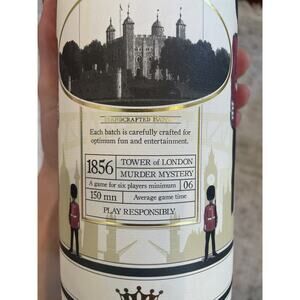 HANDCRAFTED
Each batch is carefully crafted for
optimum fun and entertainment.
1856
TOWER of LONDON
MURDER MYSTERY
A game for six players minimum
06
150 mn
Average game time
PLAY RESPONSIBLY